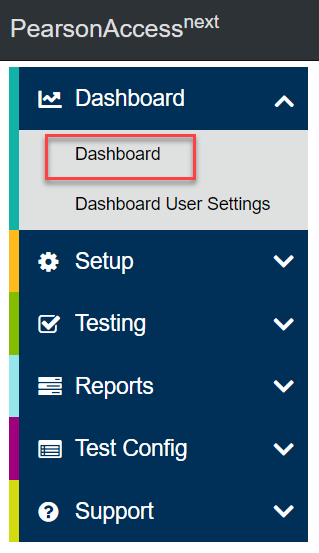 PearsonAccessnext
Dashboard
Dashboard
Dashboard User Settings
Setup
Testing
Reports
Test Config
Support